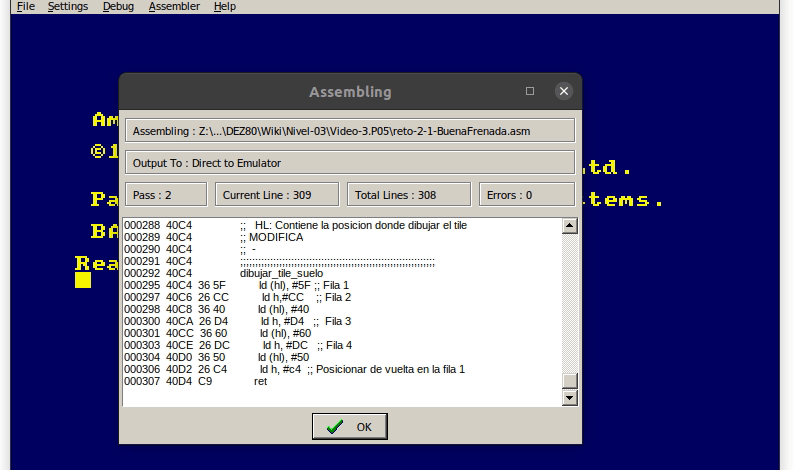 File Settings Debug Assembler Help
Am
©1 td.
Pa tems.
BA
Rea
Assembling
Assembling : Z:\...\DEZ80\Wiki\Nivel-03\Video-3.P05\reto-2-1-BuenaFrenada.asm
Output To : Direct to Emulator
Pass : 2 Current Line : 309 Total Lines : 308 Errors : 0
000288 40C4 ;; HL: Contiene la posicion donde dibujar el tile
000289 40C4 ;; MODIFICA
000290 40C4 ;; -
000291 40C4 ;;;;;;;;;;;;;;;;;;;;;;;;;;;;;;;;;;;;;;;;;;;;;;;;;;;;;;;;;;;;;;;;;
000292 40C4 dibujar_tile_suelo
000295 40C4 36 5F ld (hl), #5F ;; Fila 1
000297 40C6 26 CC ld h,#CC ;; Fila 2
000298 40C8 36 40 ld (hl), #40
000300 40CA 26 D4 ld h, #D4 ;; Fila 3
000301 40CC 36 60 ld (hl), #60
000303 40CE 26 DC ld h, #DC ;; Fila 4
000304 40D0 36 50 ld (hl), #50
000306 40D2 26 C4 ld h, #c4 ;; Posicionar de vuelta en la fila 1
000307 40D4 C9 ret
OK